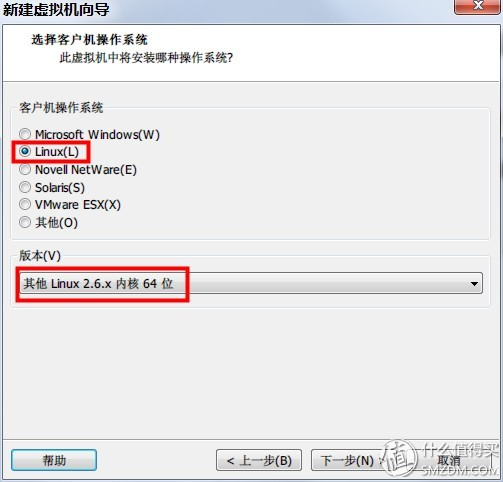 新建虚拟机向导
选择客户机操作系统
此虚拟机中将安装哪种操作系统?
客户机操作系统
Microsoft Windows(W)
Linux(L)
Novell NetWare(E)
Solaris(S)
VMware ESX(X)
其他(O)
版本(V)
其他 Linux 2.6.x 内核 64 位
帮助
< 上一步(B)
下一步(N) >
取消
值 什么值得买
SMZDM.COM